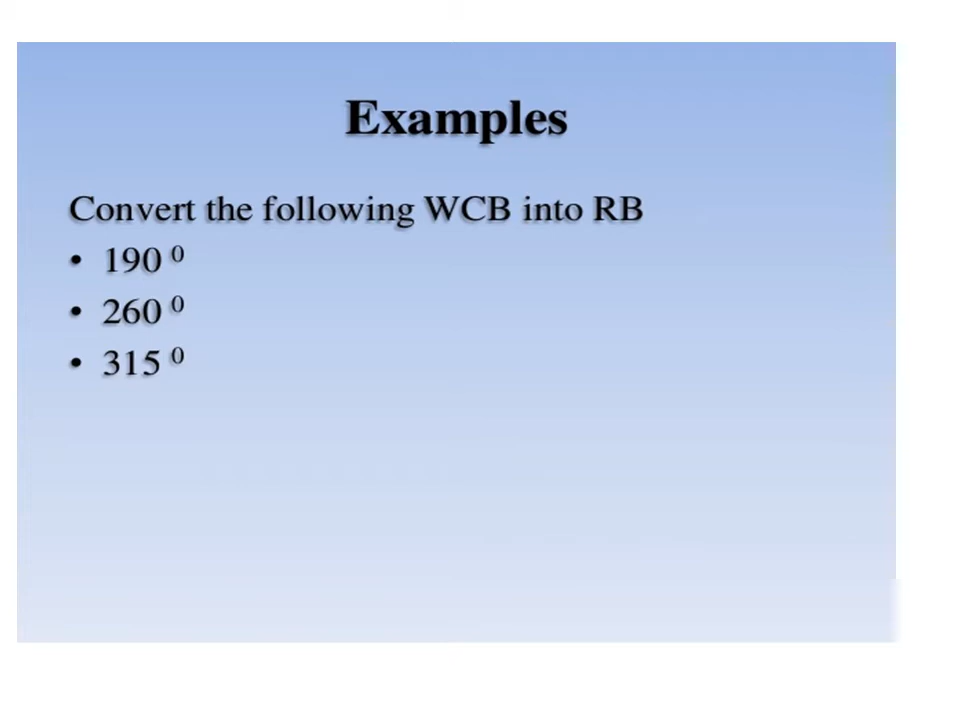 Examples
Convert the following WCB into RB
• 190 ⁰
• 260 ⁰
• 315 ⁰